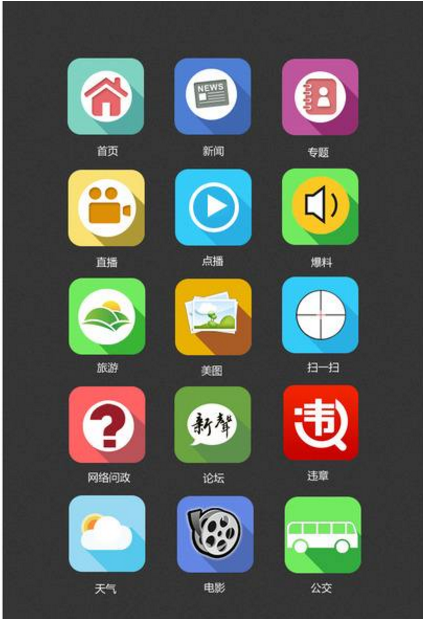 首页
NEWS
新闻
专题
直播
点播
爆料
旅游
美图
扫一扫
网络问政
?
新聲
论坛
违
违章
天气
电影
公交